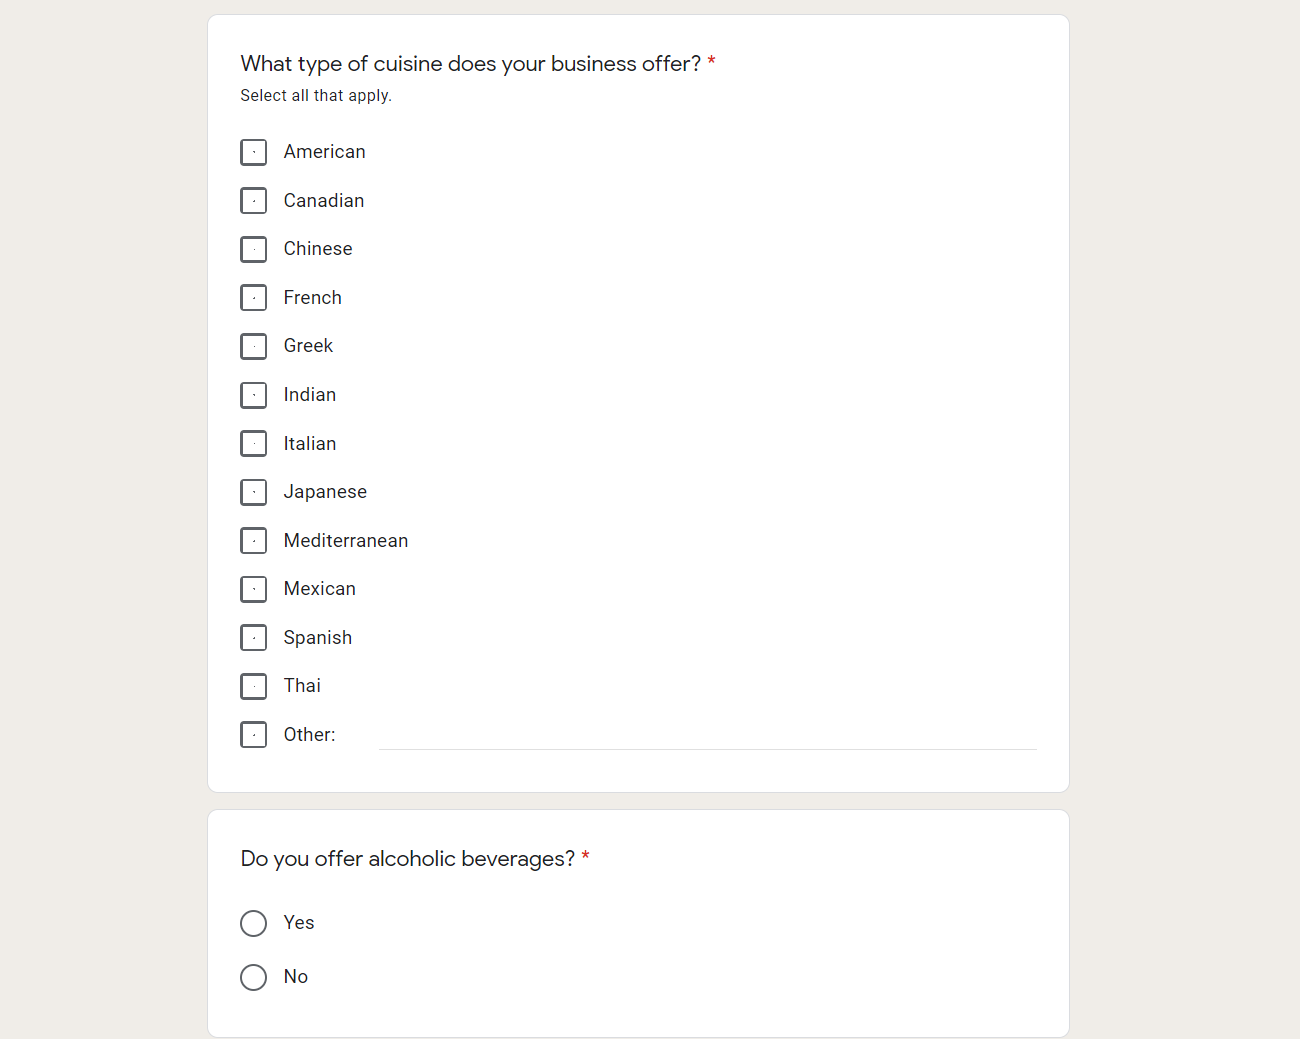 What type of cuisine does your business offer? *
Select all that apply.
American
Canadian
Chinese
French
Greek
Indian
Italian
Japanese
Mediterranean
Mexican
Spanish
Thai
Other:
Do you offer alcoholic beverages? *
Yes
No